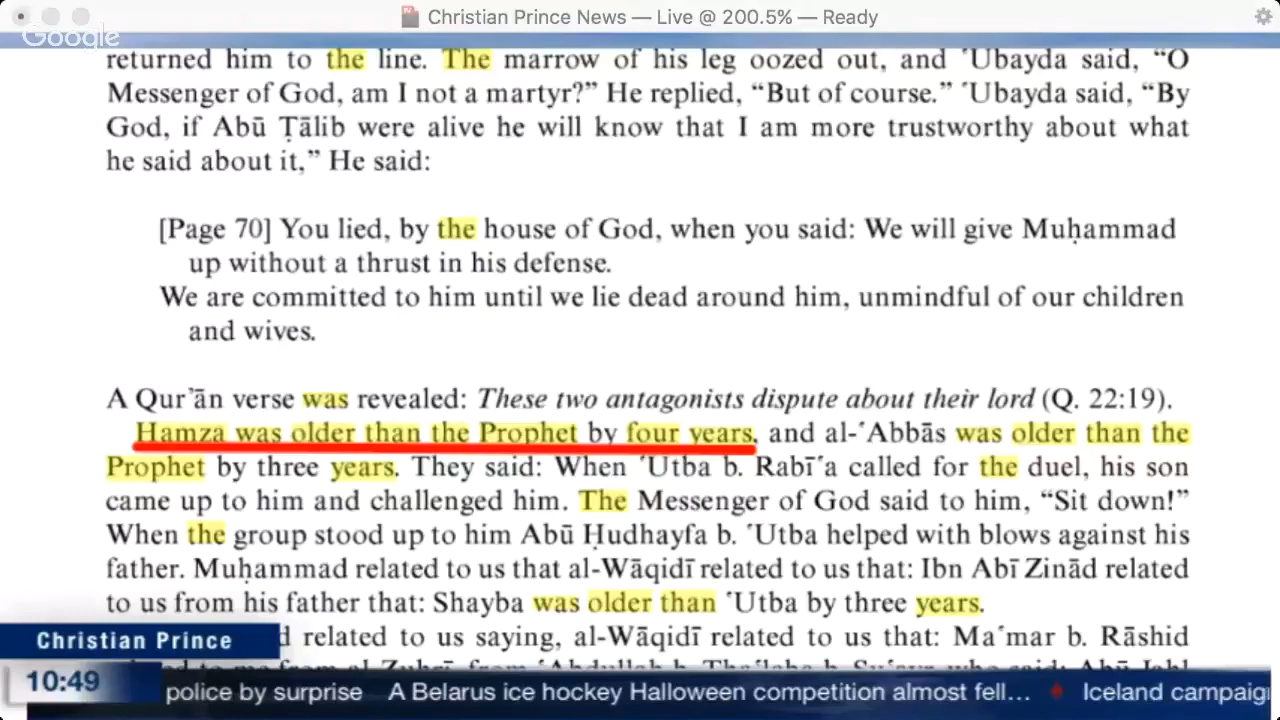 Christian Prince News — Live @ 200.5% — Ready
Google
returned him to the line. The marrow of his leg oozed out, and ʿUbayda said, “O
Messenger of God, am I not a martyr?” He replied, “But of course.” ʿUbayda said, “By
God, if Abū Ṭālib were alive he will know that I am more trustworthy about what
he said about it,” He said:
[Page 70] You lied, by the house of God, when you said: We will give Muḥammad
up without a thrust in his defense.
We are committed to him until we lie dead around him, unmindful of our children
and wives.
A Qurʾān verse was revealed: These two antagonists dispute about their lord (Q. 22:19).
Hamza was older than the Prophet by four years, and al-ʿAbbās was older than the
Prophet by three years. They said: When ʿUtba b. Rabīʿa called for the duel, his son
came up to him and challenged him. The Messenger of God said to him, “Sit down!”
When the group stood up to him Abū Ḥudhayfa b. ʿUtba helped with blows against his
father. Muḥammad related to us that al-Wāqidī related to us that: Ibn Abī Zinād related
to us from his father that: Shayba was older than ʿUtba by three years.
related to us saying, al-Wāqidī related to us that: Maʿmar b. Rāshid
Christian Prince
10:49
police by surprise A Belarus ice hockey Halloween competition almost fell... Iceland campaig